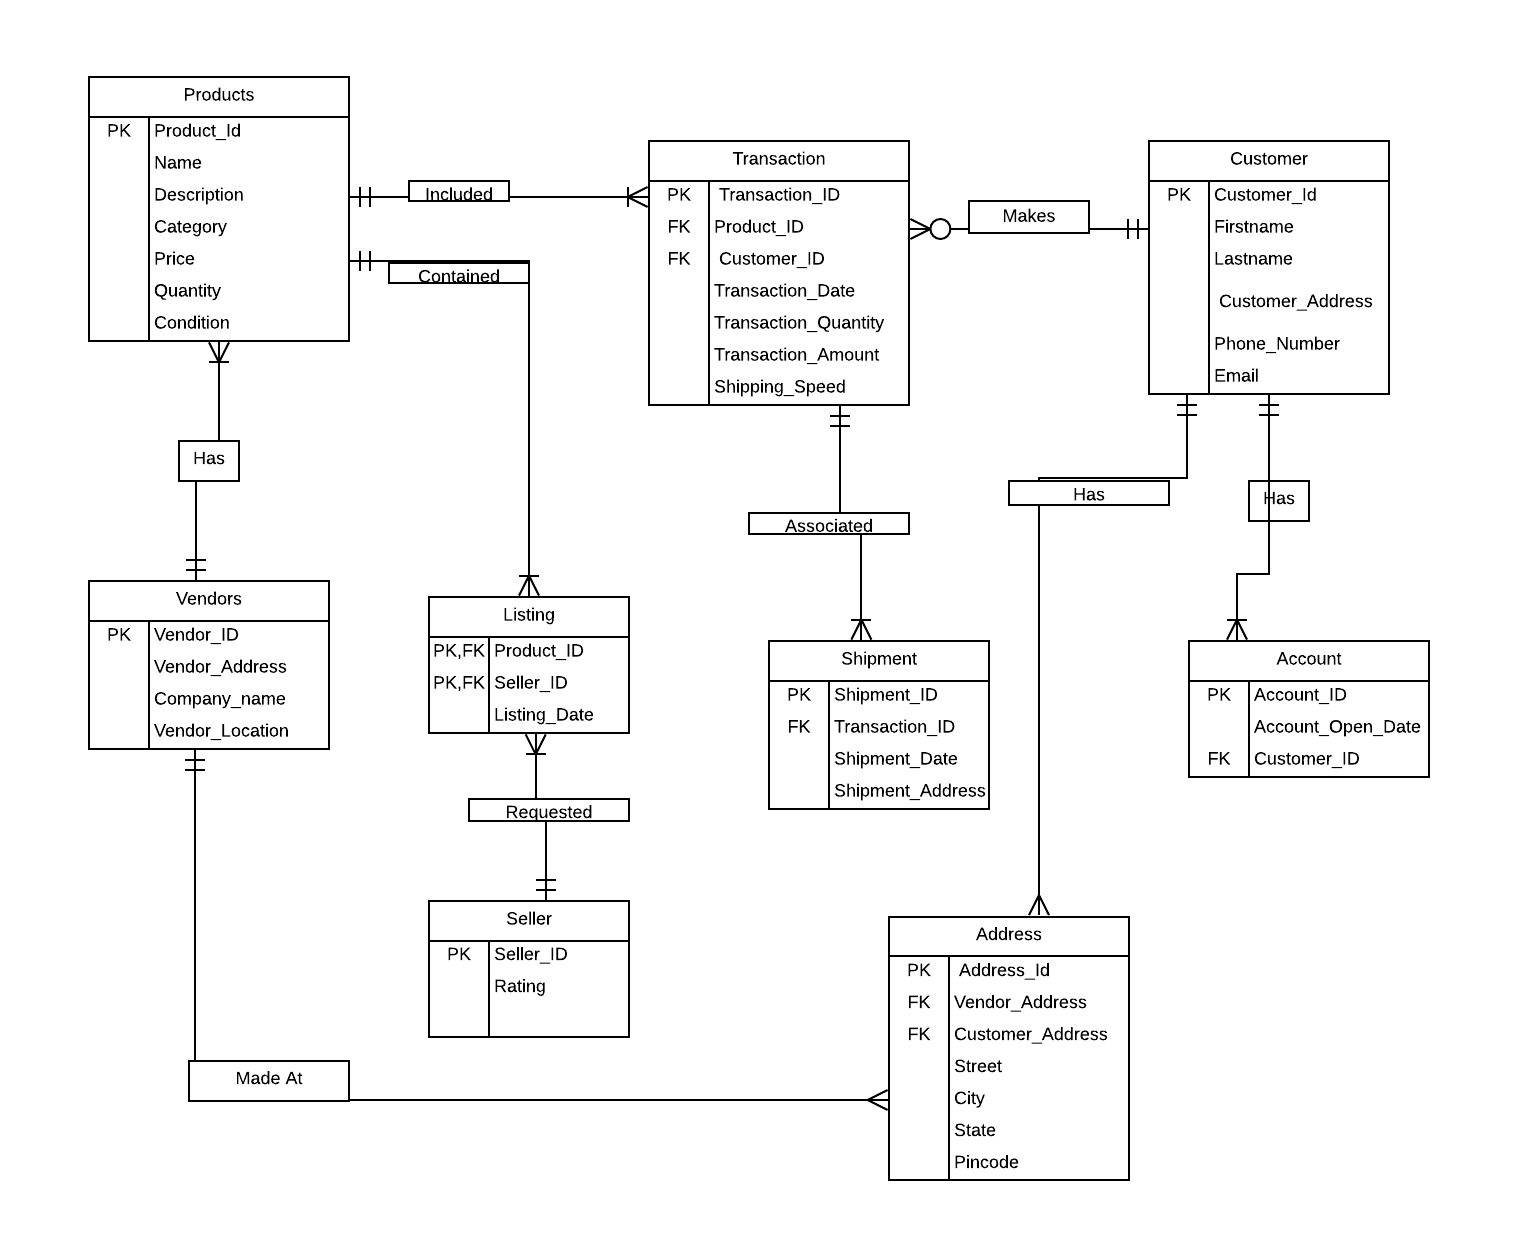 Products
PK Product_Id
Name
Description
Category
Price
Quantity
Condition
Included
Contained
Transaction
PK Transaction_ID
FK Product_ID
FK Customer_ID
Transaction_Date
Transaction_Quantity
Transaction_Amount
Shipping_Speed
Makes
Customer
PK Customer_Id
Firstname
Lastname
Customer_Address
Phone_Number
Email
Has
Associated
Has
Has
Vendors
PK Vendor_ID
Vendor_Address
Company_name
Vendor_Location
Listing
PK,FK Product_ID
PK,FK Seller_ID
Listing_Date
Shipment
PK Shipment_ID
FK Transaction_ID
Shipment_Date
Shipment_Address
Account
PK Account_ID
Account_Open_Date
FK Customer_ID
Requested
Seller
PK Seller_ID
Rating
Address
PK Address_Id
FK Vendor_Address
FK Customer_Address
Street
City
State
Pincode
Made At